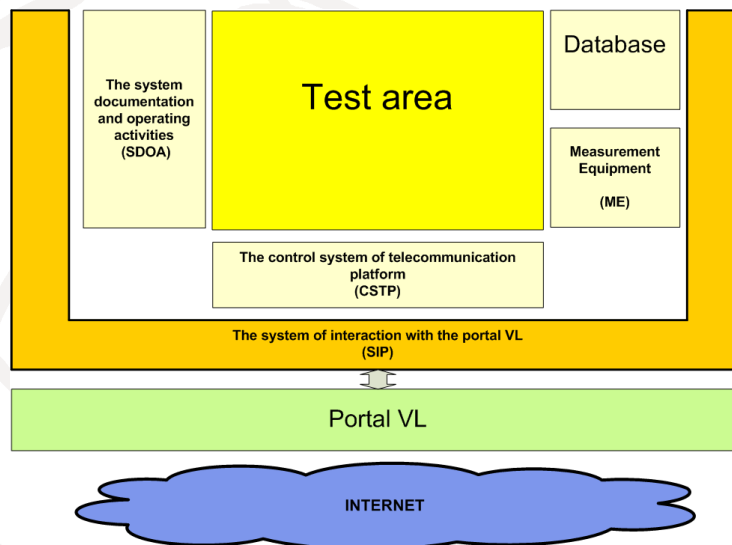 The system
documentation
and operating
activities
(SDOA)
Test area
Database
Measurement
Equipment
(ME)
The control system of telecommunication
platform
(CSTP)
The system of interaction with the portal VL
(SIP)
Portal VL
INTERNET